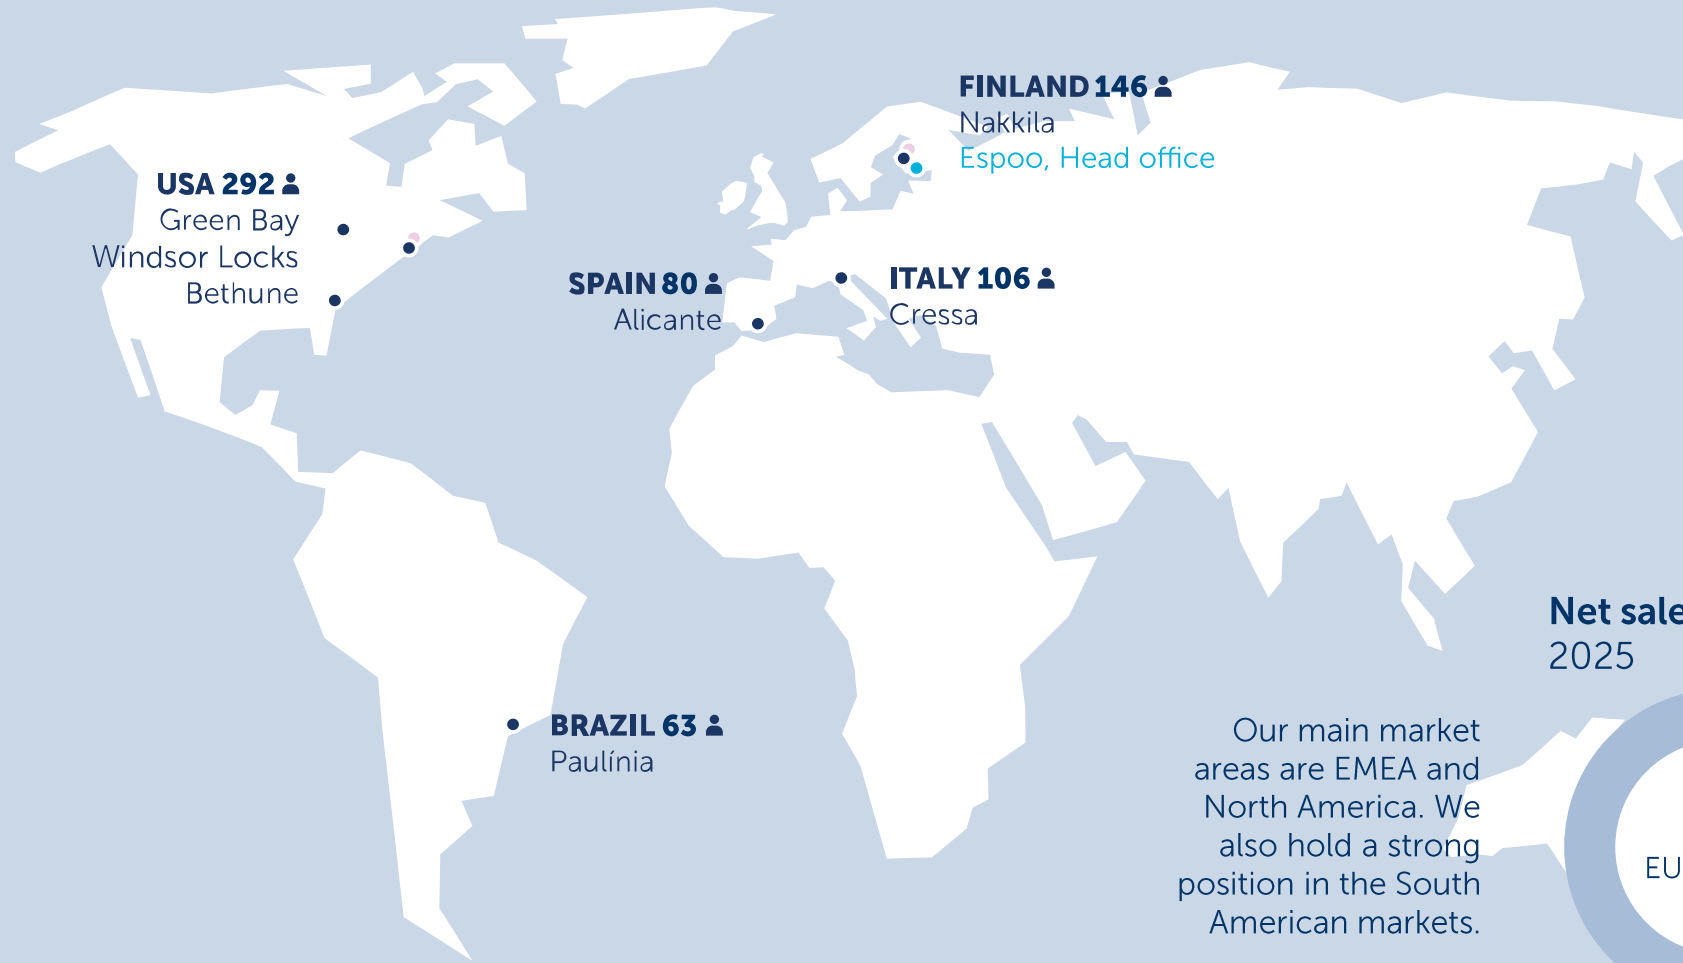 FINLAND 146
Nakkila
Espoo, Head office
USA 292
Green Bay
Windsor Locks
Bethune
SPAIN 80
Alicante
ITALY 106
Cressa
BRAZIL 63
Paulínia
Our main market
areas are EMEA and
North America. We
also hold a strong
position in the South
American markets.
Net sale
2025
EU